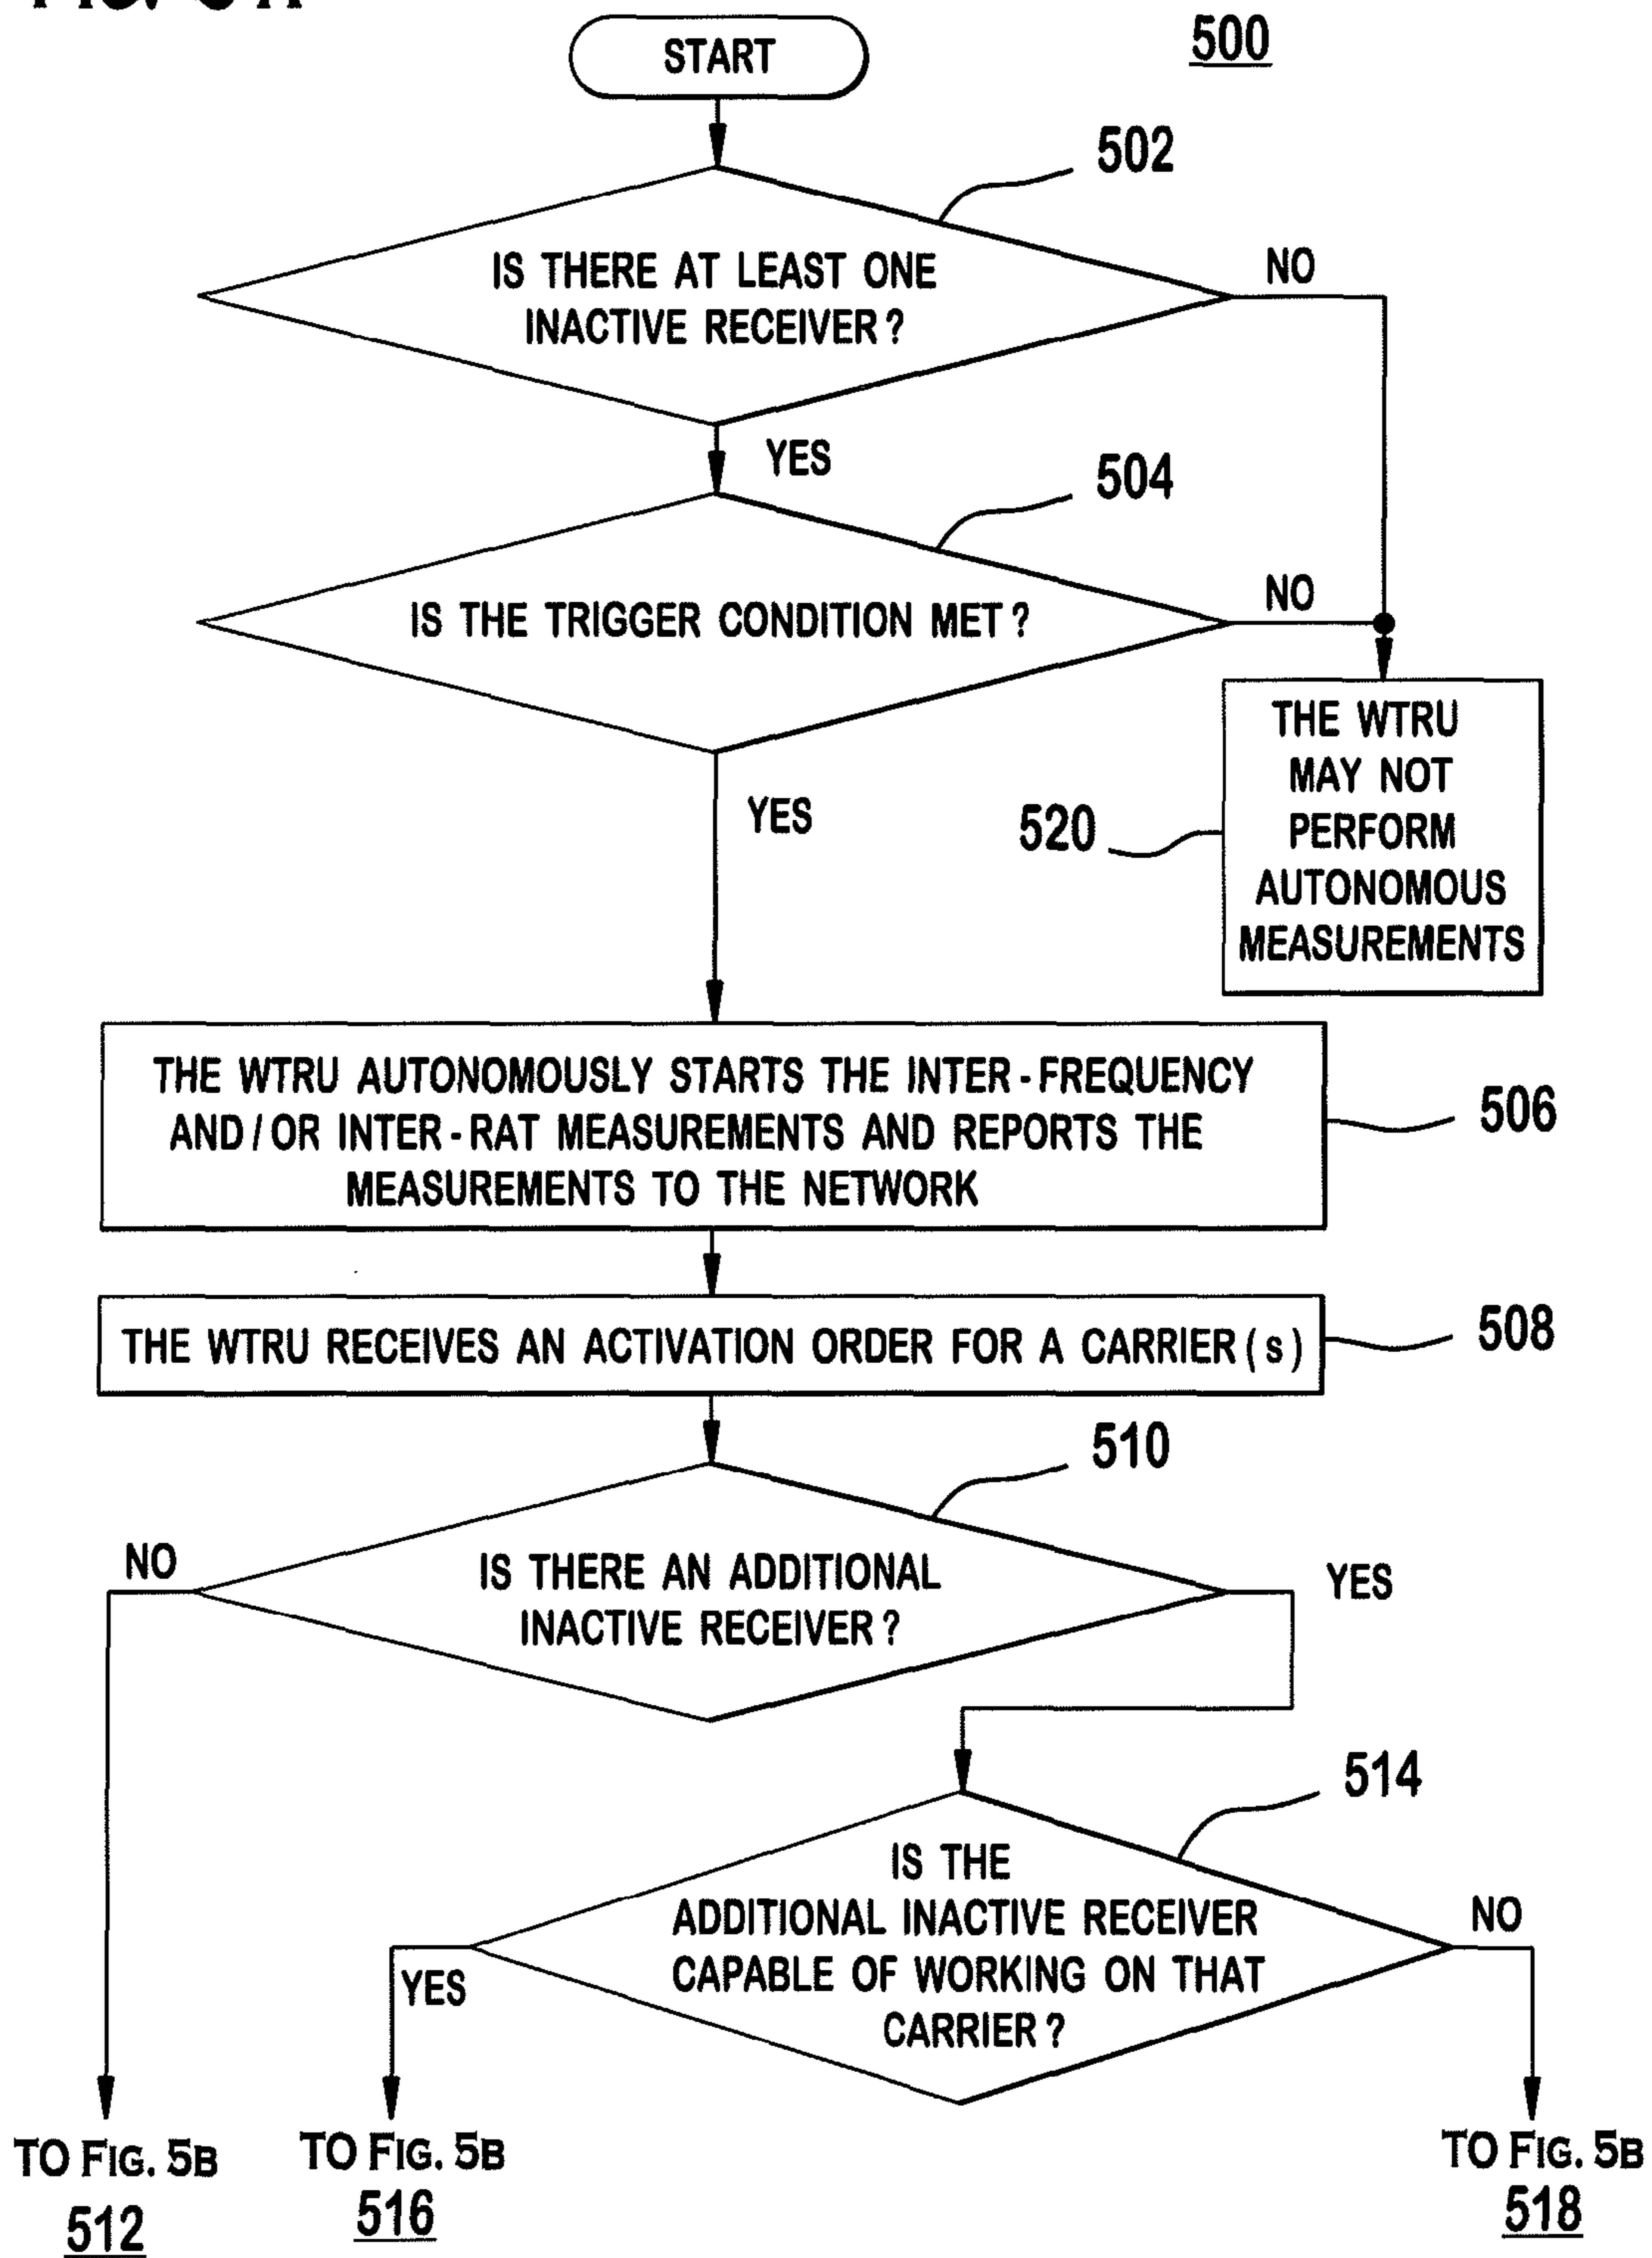 START
500
502
IS THERE AT LEAST ONE
INACTIVE RECEIVER?
NO
YES
504
IS THE TRIGGER CONDITION MET?
NO
YES
520
THE WTRU
MAY NOT
PERFORM
AUTONOMOUS
MEASUREMENTS
THE WTRU AUTONOMOUSLY STARTS THE INTER-FREQUENCY
AND/OR INTER-RAT MEASUREMENTS AND REPORTS THE
MEASUREMENTS TO THE NETWORK
506
THE WTRU RECEIVES AN ACTIVATION ORDER FOR A CARRIER(s)
508
510
NO
IS THERE AN ADDITIONAL
INACTIVE RECEIVER?
YES
514
IS THE
ADDITIONAL INACTIVE RECEIVER
CAPABLE OF WORKING ON THAT
CARRIER?
YES
NO
TO FIG. 5B
512
TO FIG. 5B
516
TO FIG. 5B
518